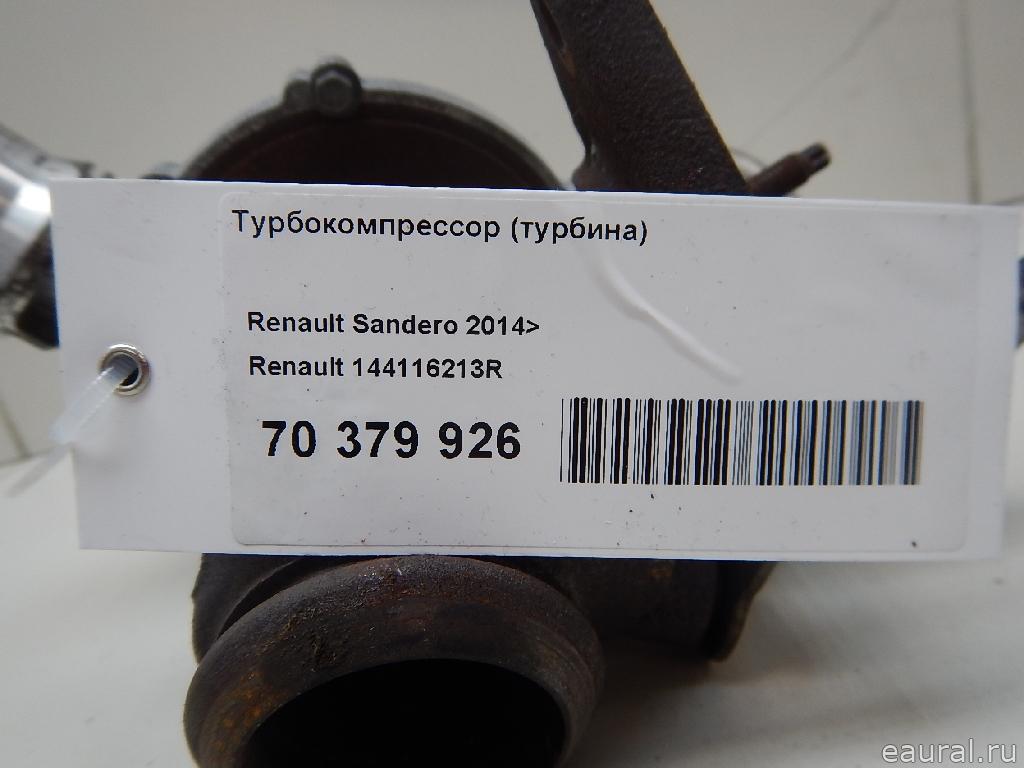 Турбокомпрессор (турбина)
Renault Sandero 2014>
Renault 144116213R
70 379 926
eaural.ru